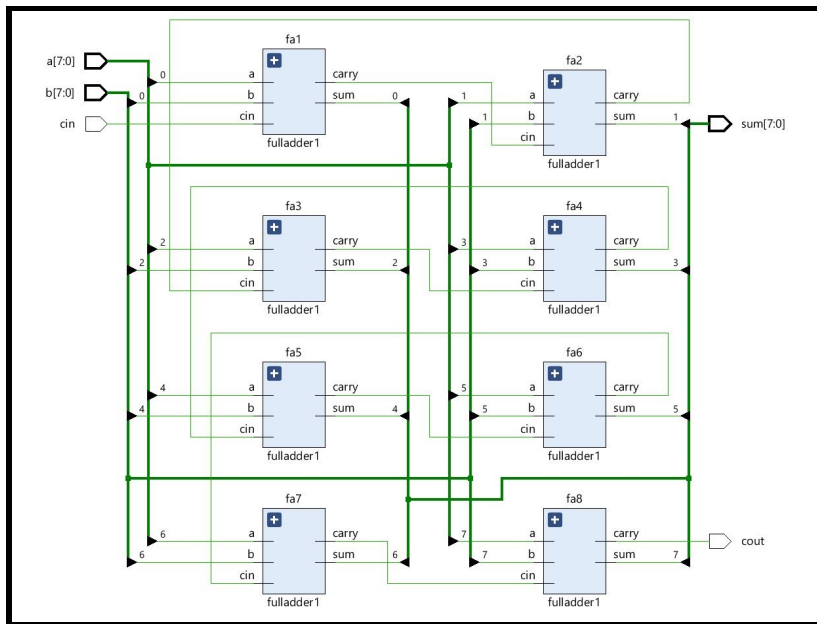 fa1
a[7:0]
0
a
carry
fa2
b[7:0]
0
b
sum
0
1
a
carry
cin
cin
1
b
sum
1
sum[7:0]
fulladder1
cin
fulladder1
fa3
fa4
2
a
carry
3
a
carry
2
b
sum
2
3
b
sum
3
cin
cin
fulladder1
fulladder1
fa5
fa6
4
a
carry
5
a
carry
4
b
sum
4
5
b
sum
5
cin
cin
fulladder1
fulladder1
fa7
fa8
6
a
carry
7
a
carry
cout
6
b
sum
6
7
b
sum
7
cin
cin
fulladder1
fulladder1